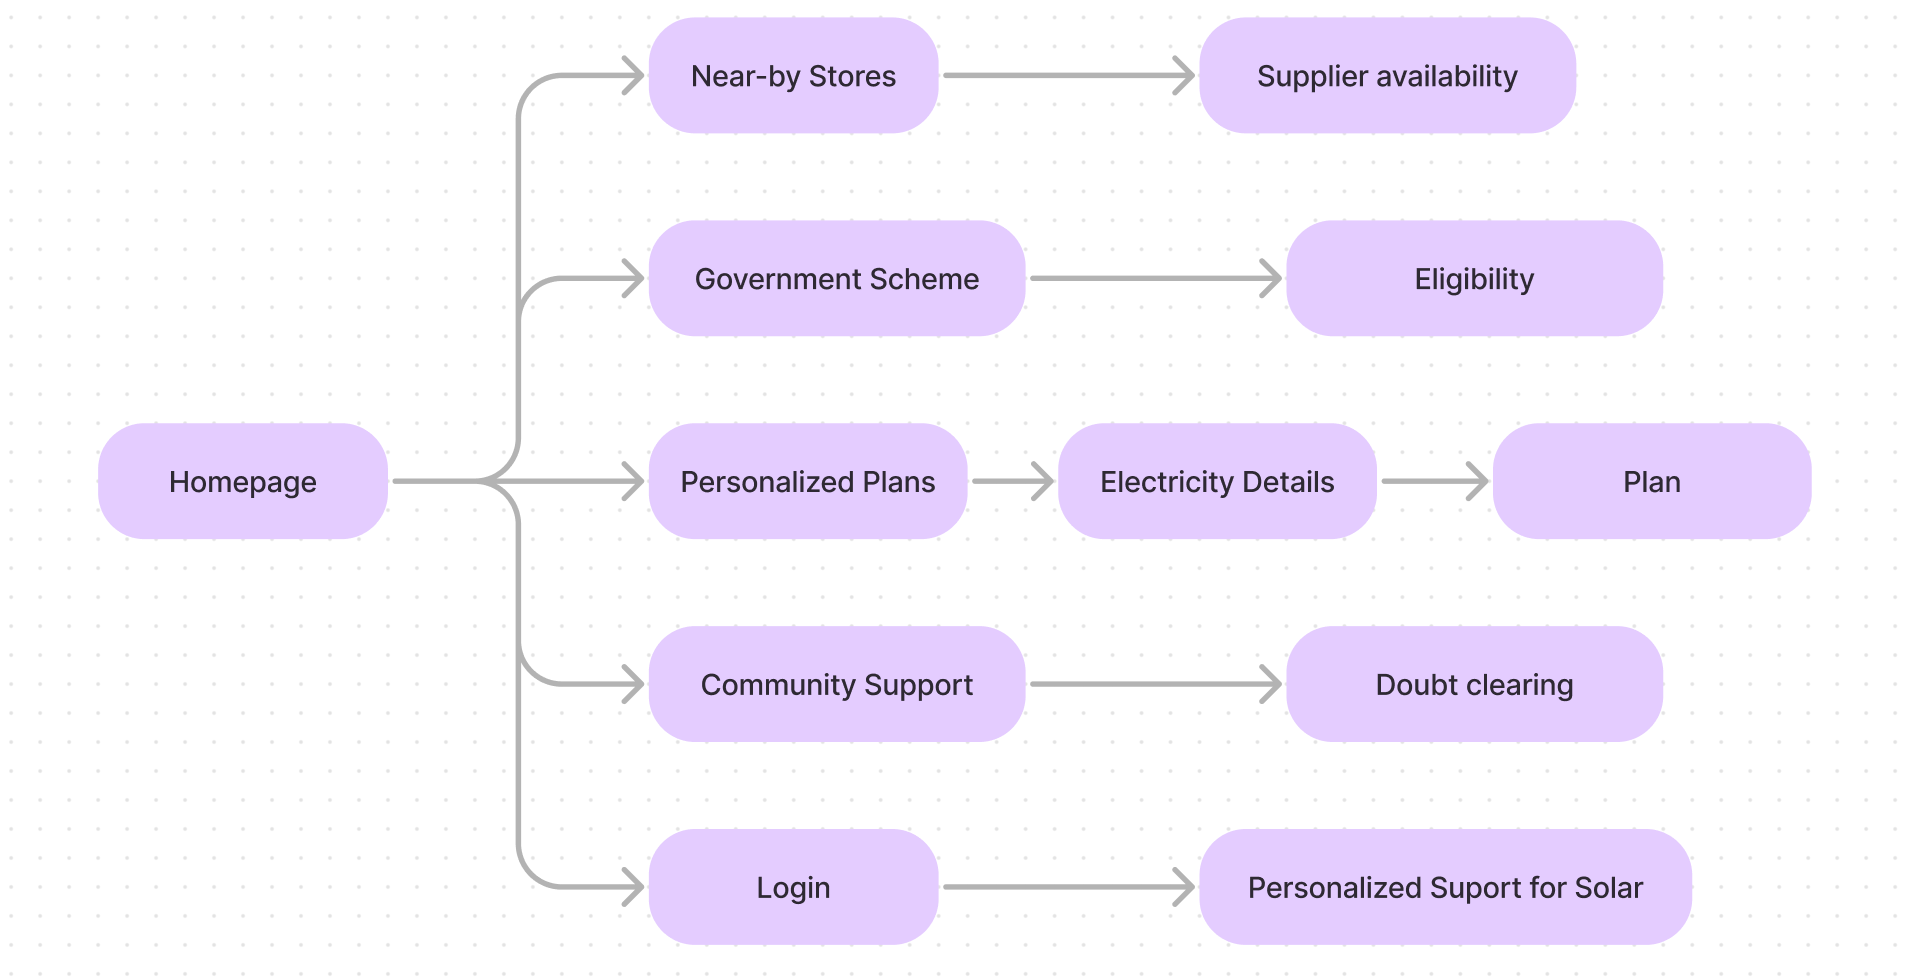 Near-by Stores
Supplier availability
Government Scheme
Eligibility
Homepage
Personalized Plans
Electricity Details
Plan
Community Support
Doubt clearing
Login
Personalized Suport for Solar